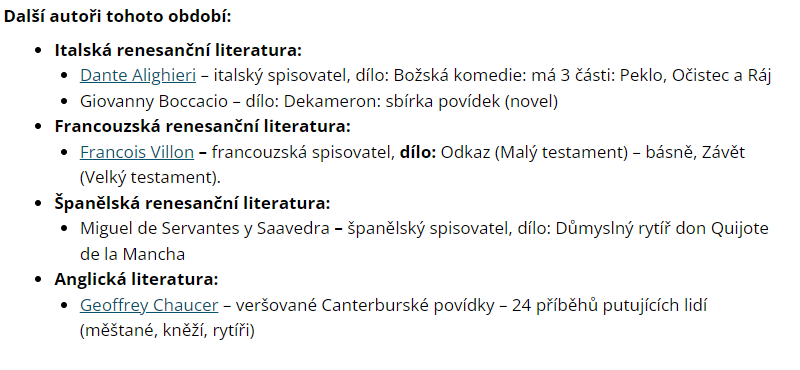 Další autoři tohoto období:
Italská renesanční literatura:
Dante Alighieri – italský spisovatel, dílo: Božská komedie: má 3 části: Peklo, Očistec a Ráj
Giovanny Boccacio – dílo: Dekameron: sbírka povídek (novel)
Francouzská renesanční literatura:
Francois Villon – francouzská spisovatel, dílo: Odkaz (Malý testament) – básně, Závět
(Velký testament).
Španělská renesanční literatura:
Miguel de Servantes y Saavedra – španělský spisovatel, dílo: Důmyslný rytíř don Quijote
de la Mancha
Anglická literatura:
Geoffrey Chaucer – veršované Canterburské povídky – 24 příběhů putujících lidí
(měštané, kněží, rytíři)